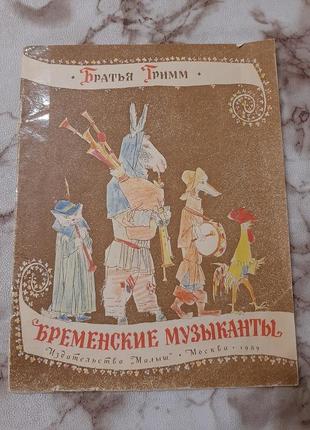 · Братья Гримм ·
Бременские музыканты
Издательство „Малыш“ · Москва · 1989